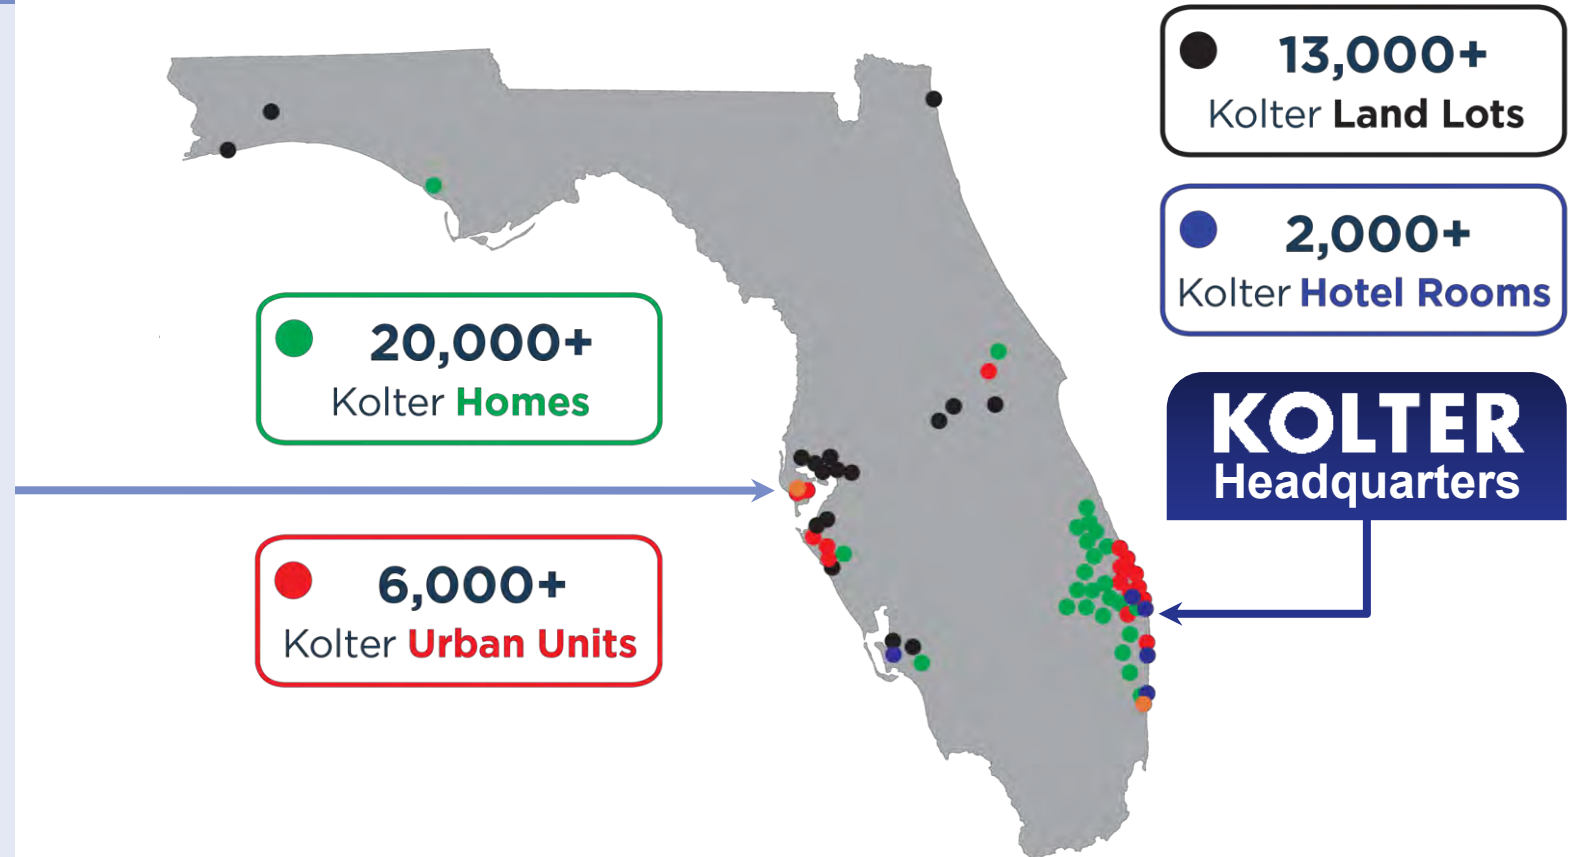 13,000+
Kolter Land Lots
2,000+
Kolter Hotel Rooms
20,000+
Kolter Homes
KOLTER
Headquarters
6,000+
Kolter Urban Units